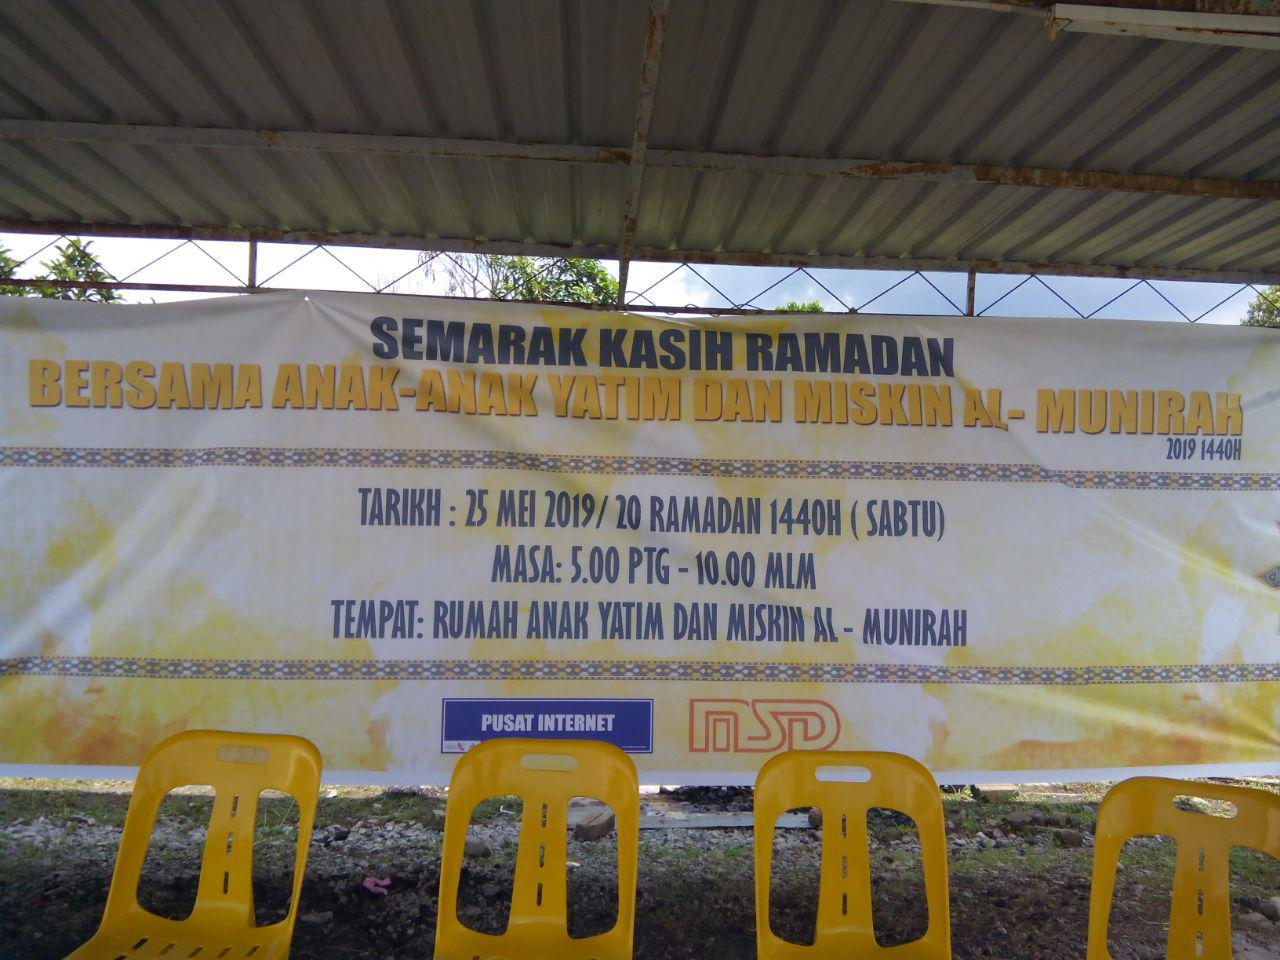 SEMARAK KASIH RAMADAN
BERSAMA ANAK-ANAK YATIM DAN MISKIN AL- MUNIRAH
2019 1440H
TARIKH : 25 MEI 2019/ 20 RAMADAN 1440H ( SABTU)
MASA: 5.00 PTG - 10.00 MLM
TEMPAT: RUMAH ANAK YATIM DAN MISKIN AL - MUNIRAH
PUSAT INTERNET
MSD